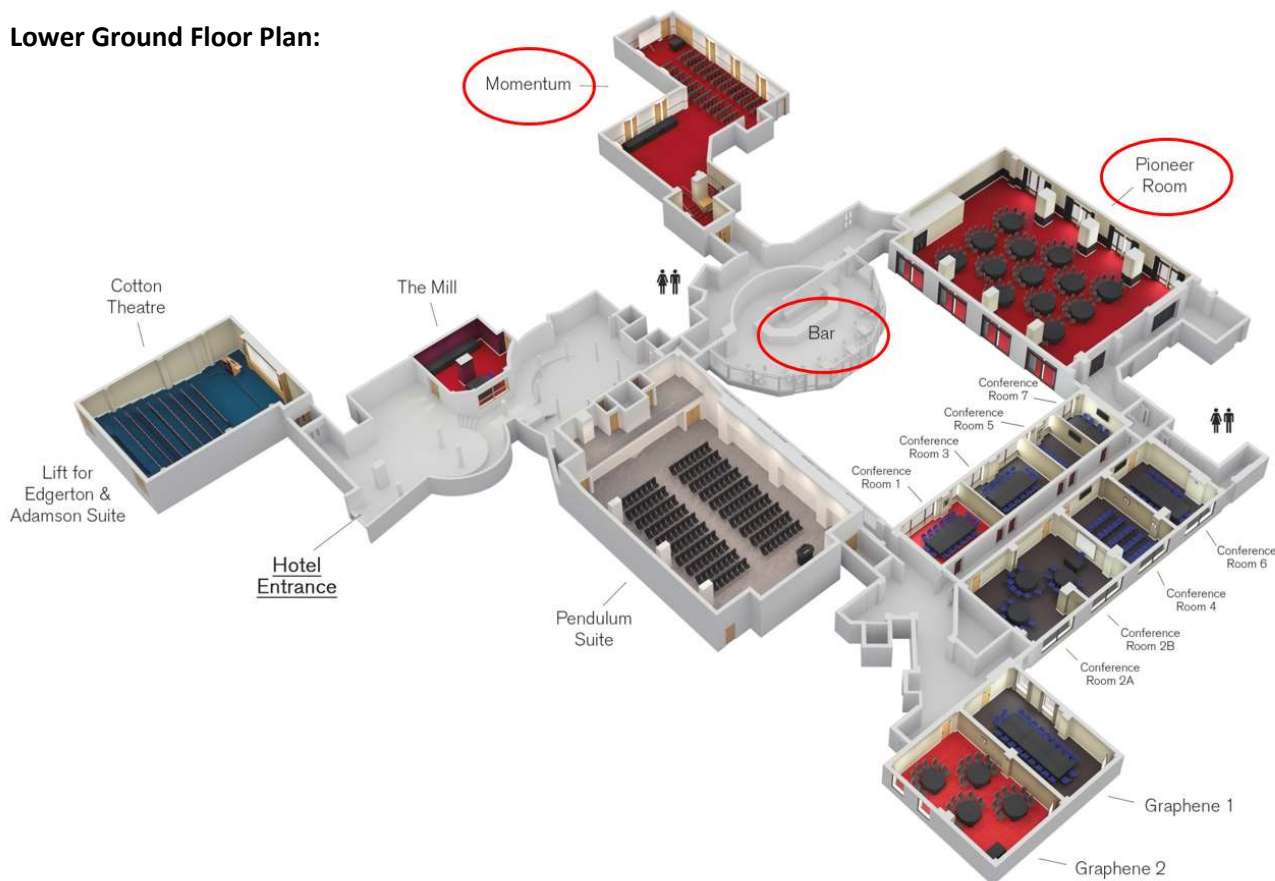 Lower Ground Floor Plan:
Momentum
Pioneer
Room
Cotton
Theatre
The Mill
Bar
Conference
Room 7
Conference
Room 5
Conference
Room 3
Conference
Room 1
Lift for
Edgerton &
Adamson Suite
Hotel
Entrance
Pendulum
Suite
Conference
Room 6
Conference
Room 4
Conference
Room 2B
Conference
Room 2A
Graphene 1
Graphene 2